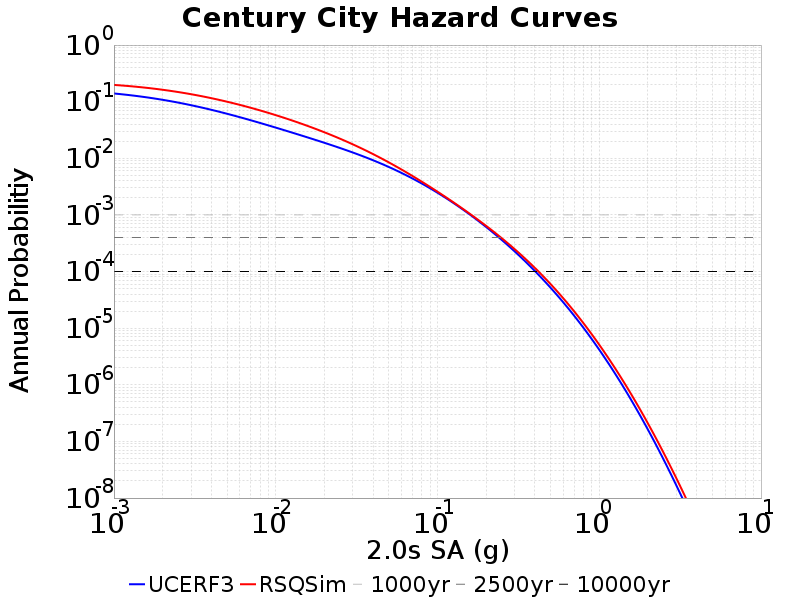 Century City Hazard Curves
Annual Probabilitiy
10^0
10^-1
10^-2
10^-3
10^-4
10^-5
10^-6
10^-7
10^-8
10^-3 10^-2 10^-1 10^0 10^1
2.0s SA (g)
UCERF3 RSQSim 1000yr 2500yr 10000yr